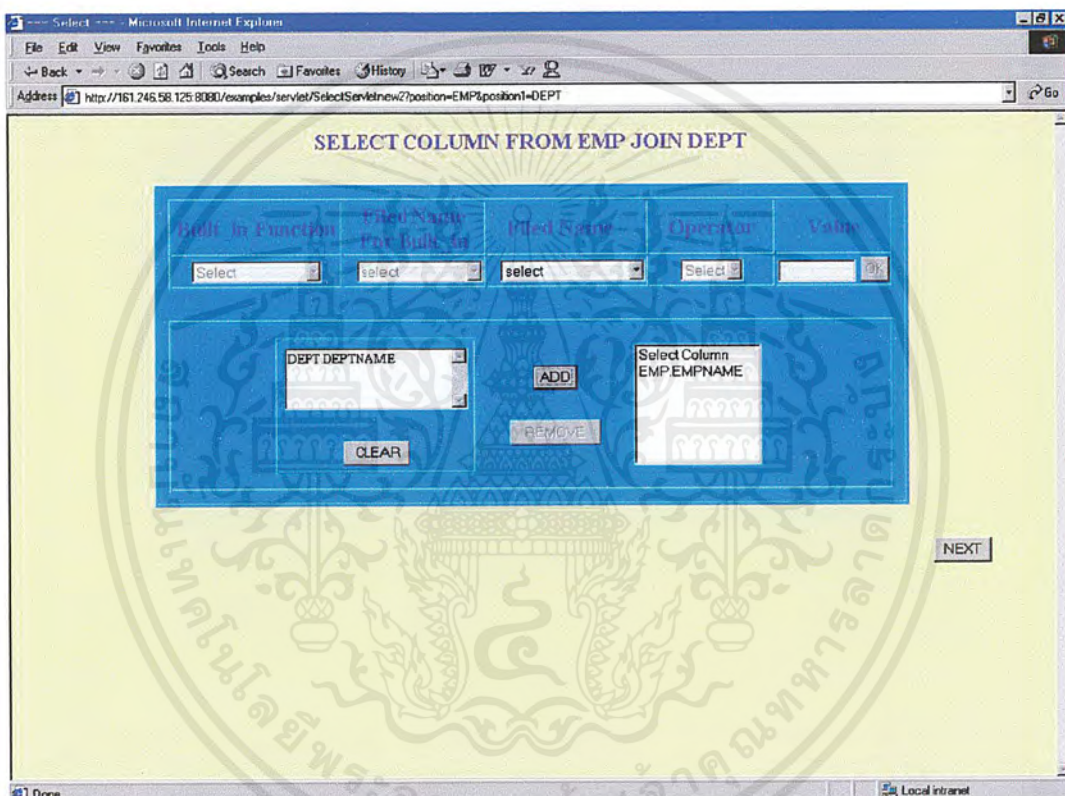 --- Select --- - Microsoft Internet Explorer
File Edit View Favorites Tools Help
Back Search Favorites History
Address http://161.246.58.125:8080/examples/servlet/SelectServletnew2?position=EMP&position1=DEPT Go
SELECT COLUMN FROM EMP JOIN DEPT
Built_in Function Filed Name For Bulit_in Filed Name Operator Value
Select select select Select OK
DEPT.DEPTNAME
ADD
Select Column
EMP.EMPNAME
REMOVE
CLEAR
NEXT
Done Local intranet